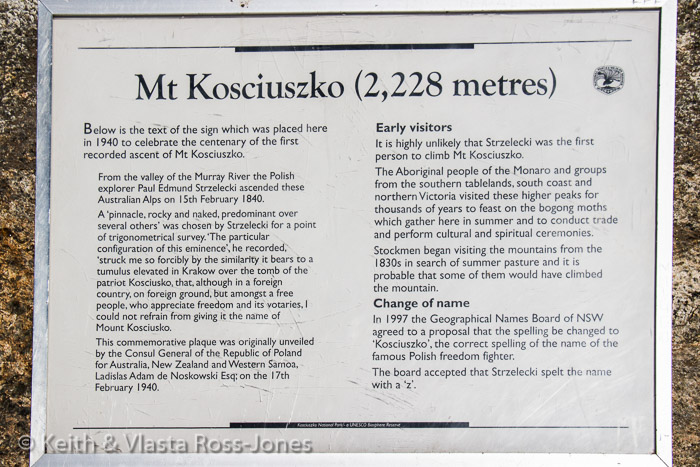 Mt Kosciuszko (2,228 metres)
Below is the text of the sign which was placed here
in 1940 to celebrate the centenary of the first
recorded ascent of Mt Kosciuszko.
From the valley of the Murray River the Polish
explorer Paul Edmund Strzelecki ascended these
Australian Alps on 15th February 1840.
A 'pinnacle, rocky and naked, predominant over
several others' was chosen by Strzelecki for a point
of trigonometrical survey. 'The particular
configuration of this eminence', he recorded,
'struck me so forcibly by the similarity it bears to a
tumulus elevated in Krakow over the tomb of the
patriot Kosciusko, that, although in a foreign
country, on foreign ground, but amongst a free
people, who appreciate freedom and its votaries, I
could not refrain from giving it the name of
Mount Kosciusko.
This commemorative plaque was originally unveiled
by the Consul General of the Republic of Poland
for Australia, New Zealand and Western Samoa,
Ladislas Adam de Noskowski Esq; on the 17th
February 1940.
Early visitors
It is highly unlikely that Strzelecki was the first
person to climb Mt Kosciuszko.
The Aboriginal people of the Monaro and groups
from the southern tablelands, south coast and
northern Victoria visited these higher peaks for
thousands of years to feast on the bogong moths
which gather here in summer and to conduct trade
and perform cultural and spiritual ceremonies.
Stockmen began visiting the mountains from the
1830s in search of summer pasture and it is
probable that some of them would have climbed
the mountain.
Change of name
In 1997 the Geographical Names Board of NSW
agreed to a proposal that the spelling be changed to
'Kosciuszko', the correct spelling of the name of the
famous Polish freedom fighter.
The board accepted that Strzelecki spelt the name
with a 'z'.
Kosciuszko National Park - a UNESCO Biosphere Reserve
© Keith & Vlasta Ross-Jones